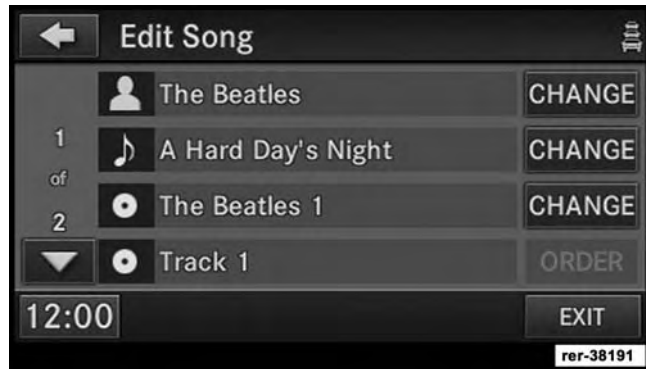 Edit Song
The Beatles CHANGE
1 of 2
A Hard Day's Night CHANGE
The Beatles 1 CHANGE
Track 1 ORDER
12:00 EXIT
rer-38191